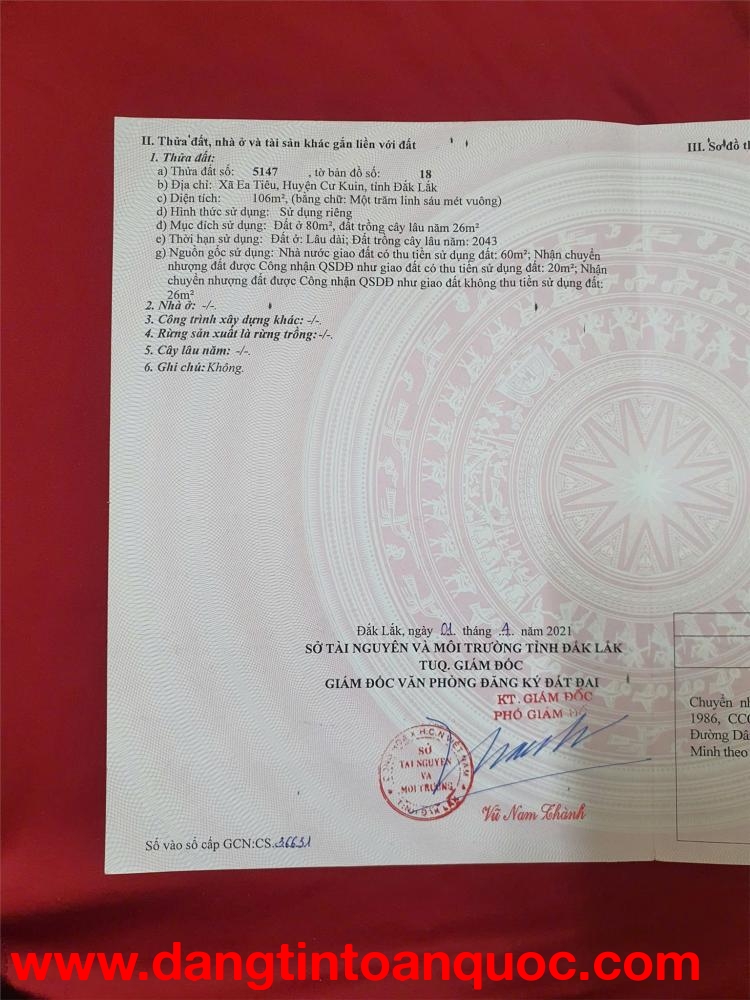 II. Thửa đất, nhà ở và tài sản khác gắn liền với đất
1. Thửa đất:
a) Thửa đất số: 5147 , tờ bản đồ số: 18
b) Địa chỉ: Xã Ea Tiêu, Huyện Cư Kuin, tỉnh Đắk Lắk
c) Diện tích: 106m², (bằng chữ: Một trăm linh sáu mét vuông)
d) Hình thức sử dụng: Sử dụng riêng
đ) Mục đích sử dụng: Đất ở 80m², đất trồng cây lâu năm 26m²
e) Thời hạn sử dụng: Đất ở: Lâu dài; Đất trồng cây lâu năm: 2043
g) Nguồn gốc sử dụng: Nhà nước giao đất có thu tiền sử dụng đất: 60m²; Nhận chuyển
nhượng đất được Công nhận QSDĐ như giao đất có thu tiền sử dụng đất: 20m²; Nhận
chuyển nhượng đất được Công nhận QSDĐ như giao đất không thu tiền sử dụng đất:
26m²
2. Nhà ở: -/-.
3. Công trình xây dựng khác: -/-.
4. Rừng sản xuất là rừng trồng: -/-.
5. Cây lâu năm: -/-.
6. Ghi chú: Không.
III. Sơ đồ th
Đắk Lắk, ngày 01 tháng 4 năm 2021
SỞ TÀI NGUYÊN VÀ MÔI TRƯỜNG TỈNH ĐẮK LẮK
TUQ. GIÁM ĐỐC
GIÁM ĐỐC VĂN PHÒNG ĐĂNG KÝ ĐẤT ĐAI
KT. GIÁM ĐỐC
PHÓ GIÁM ĐỐC
SỞ
TÀI NGUYÊN
VÀ
MÔI TRƯỜNG
TỈNH ĐẮK LẮK
Vũ Nam Thành
Số vào sổ cấp GCN:CS.36631
Chuyển nh
1986, CCC
Đường Dâ
Minh theo
www.dangtintoanquoc.com